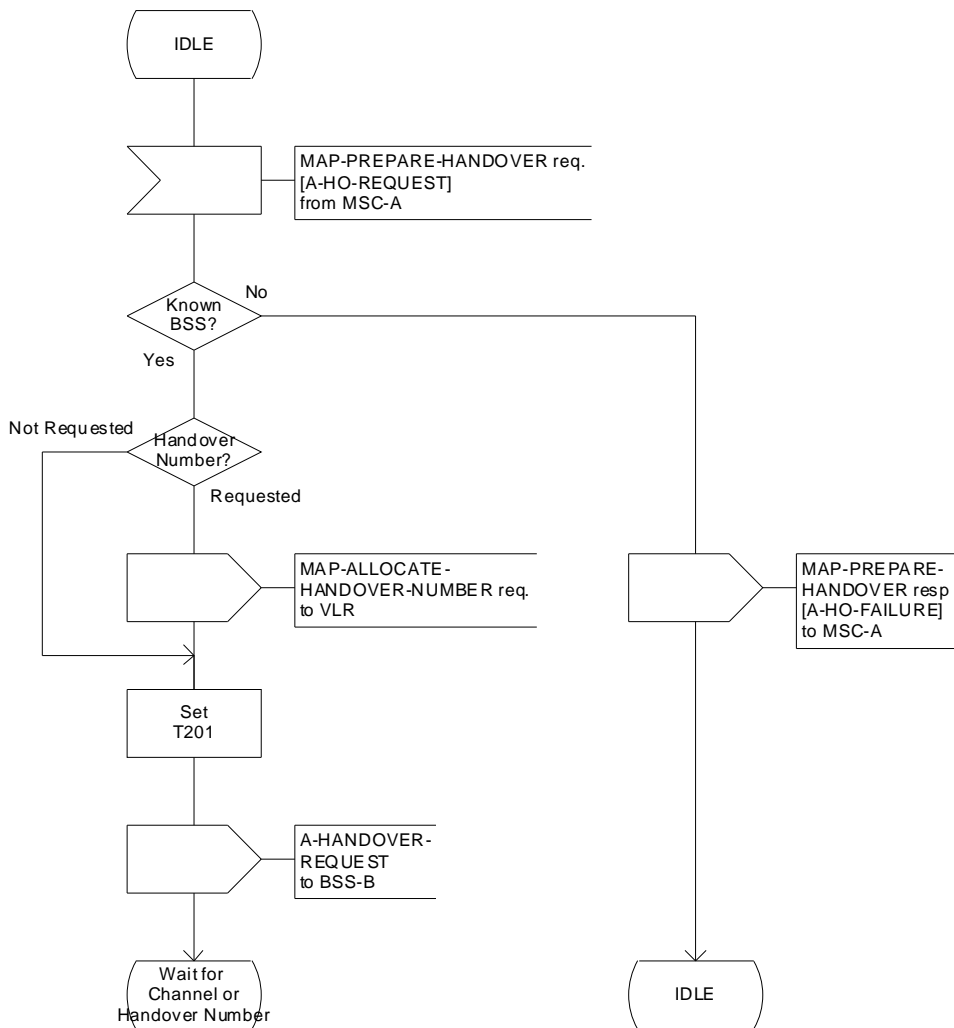 IDLE
MAP-PREPARE-HANDOVER req.
[A-HO-REQUEST]
from MSC-A
Known
BSS?
No
Yes
Not Requested
Handover
Number?
Requested
MAP-ALLOCATE-
HANDOVER-NUMBER req.
to VLR
MAP-PREPARE-
HANDOVER resp
[A-HO-FAILURE]
to MSC-A
Set
T201
A-HANDOVER-
REQUEST
to BSS-B
Wait for
Channel or
Handover Number
IDLE